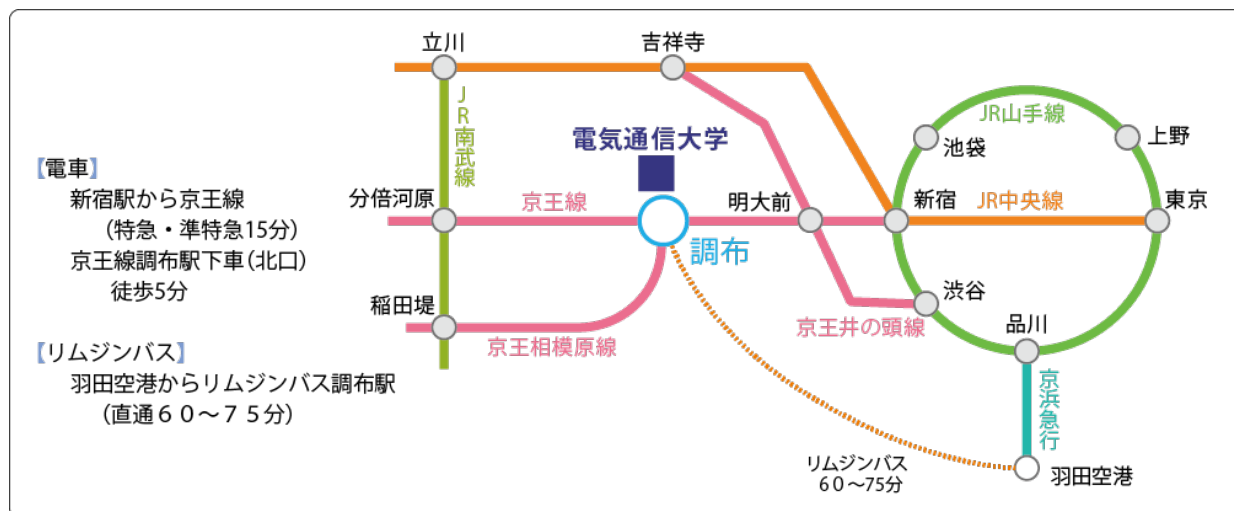 【電車】
新宿駅から京王線
(特急・準特急15分)
京王線調布駅下車(北口)
徒歩5分
【リムジンバス】
羽田空港からリムジンバス調布駅
(直通60～75分)
立川
吉祥寺
JR南武線
電気通信大学
JR山手線
池袋
上野
分倍河原
京王線
調布
明大前
新宿
JR中央線
東京
稲田堤
京王相模原線
京王井の頭線
渋谷
品川
京浜急行
リムジンバス
60～75分
羽田空港